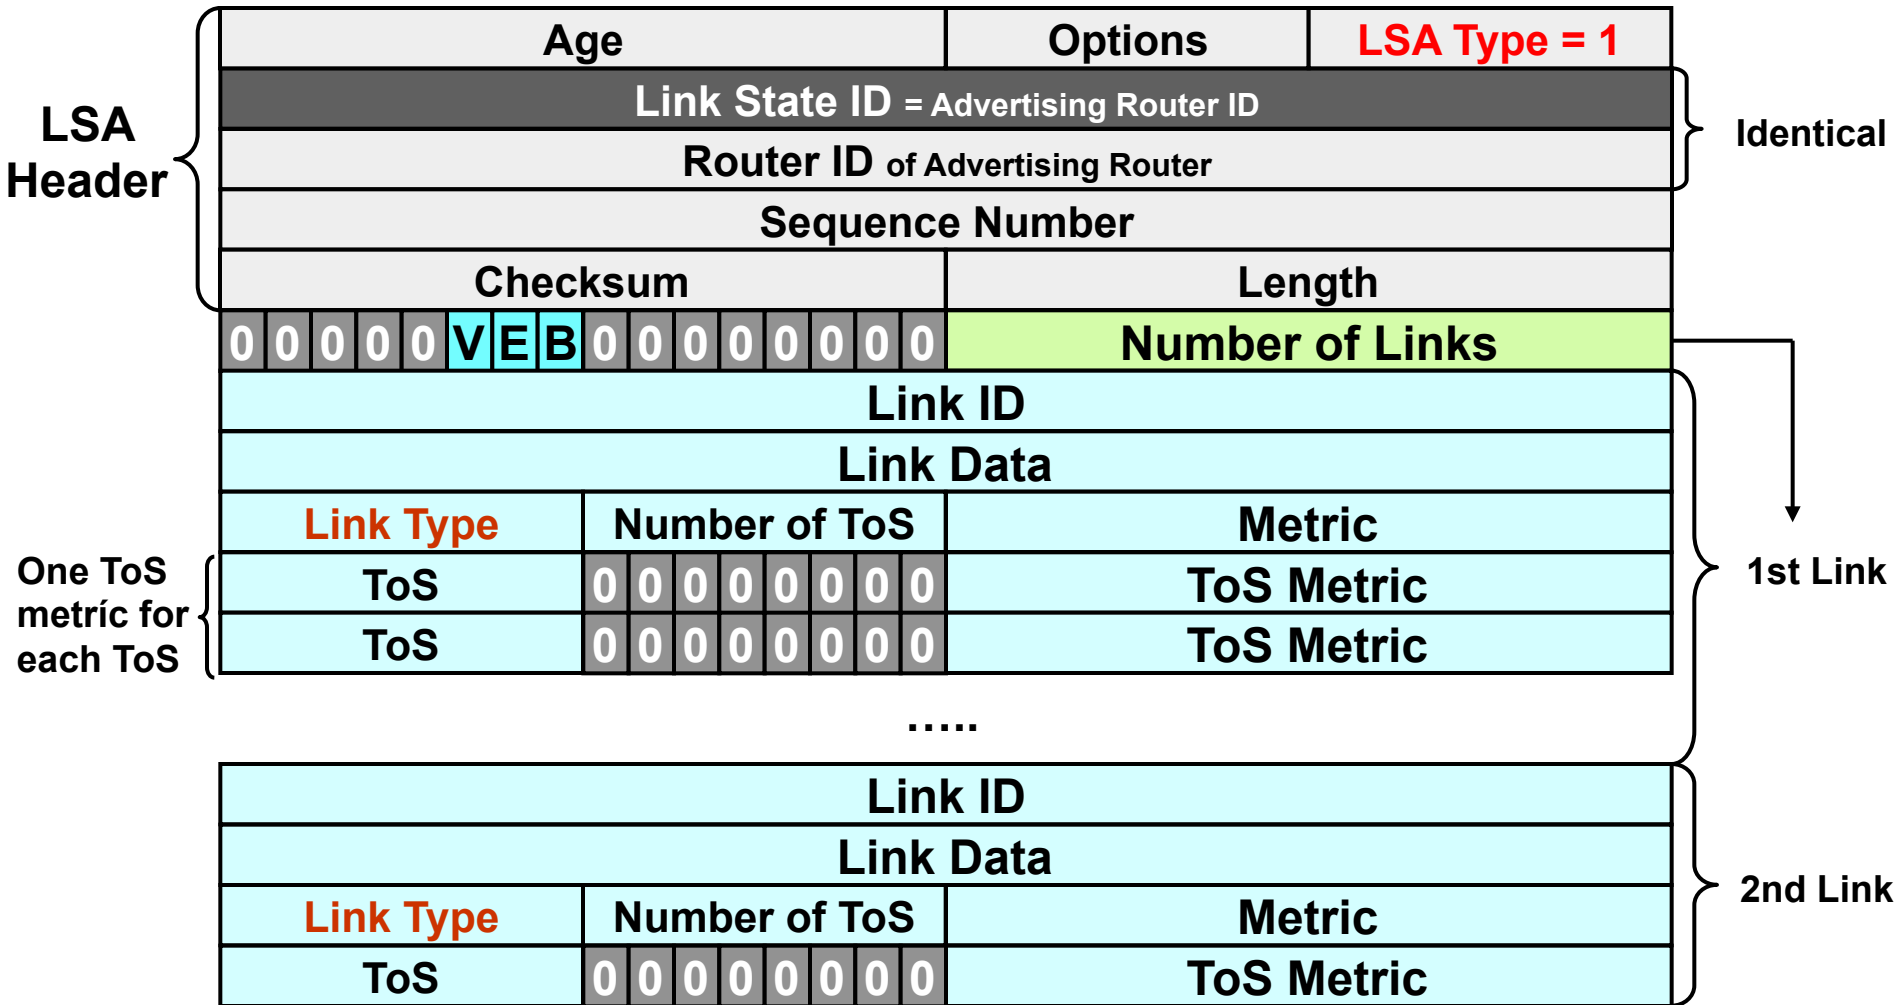 Age Options LSA Type = 1
Link State ID = Advertising Router ID
LSA Header
Identical
Router ID of Advertising Router
Sequence Number
Checksum Length
0 0 0 0 0 V E B 0 0 0 0 0 0 0 0 Number of Links
Link ID
Link Data
Link Type Number of ToS Metric
One ToS
metríc for
each ToS
ToS 0 0 0 0 0 0 0 0 ToS Metric
1st Link
ToS 0 0 0 0 0 0 0 0 ToS Metric
.....
Link ID
Link Data
2nd Link
Link Type Number of ToS Metric
ToS 0 0 0 0 0 0 0 0 ToS Metric